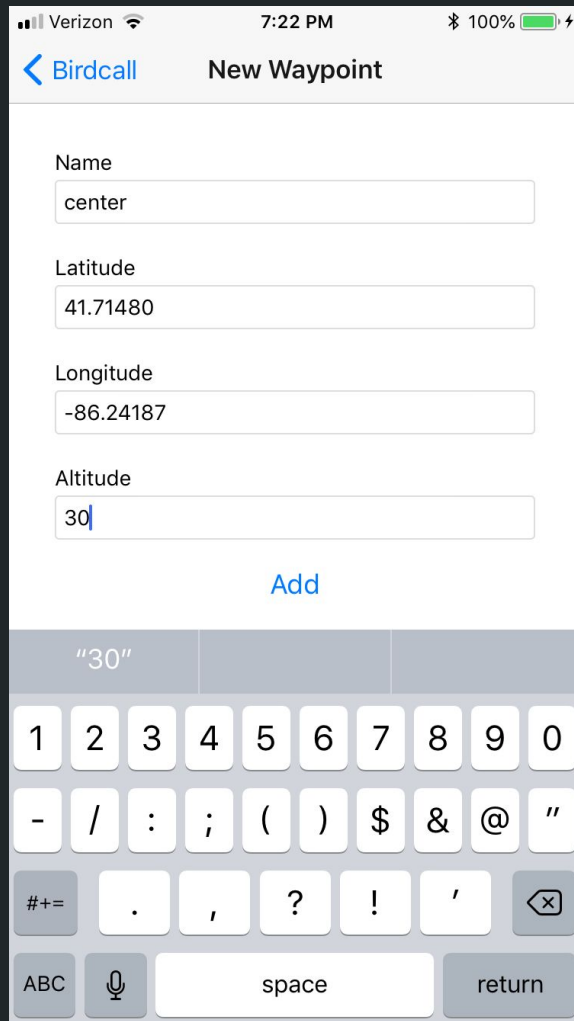 Verizon 7:22 PM 100%
Birdcall New Waypoint
Name
center
Latitude
41.71480
Longitude
-86.24187
Altitude
30
Add
“30”
1 2 3 4 5 6 7 8 9 0
- / : ; ( ) $ & @ "
#+= . , ? ! '
ABC space return